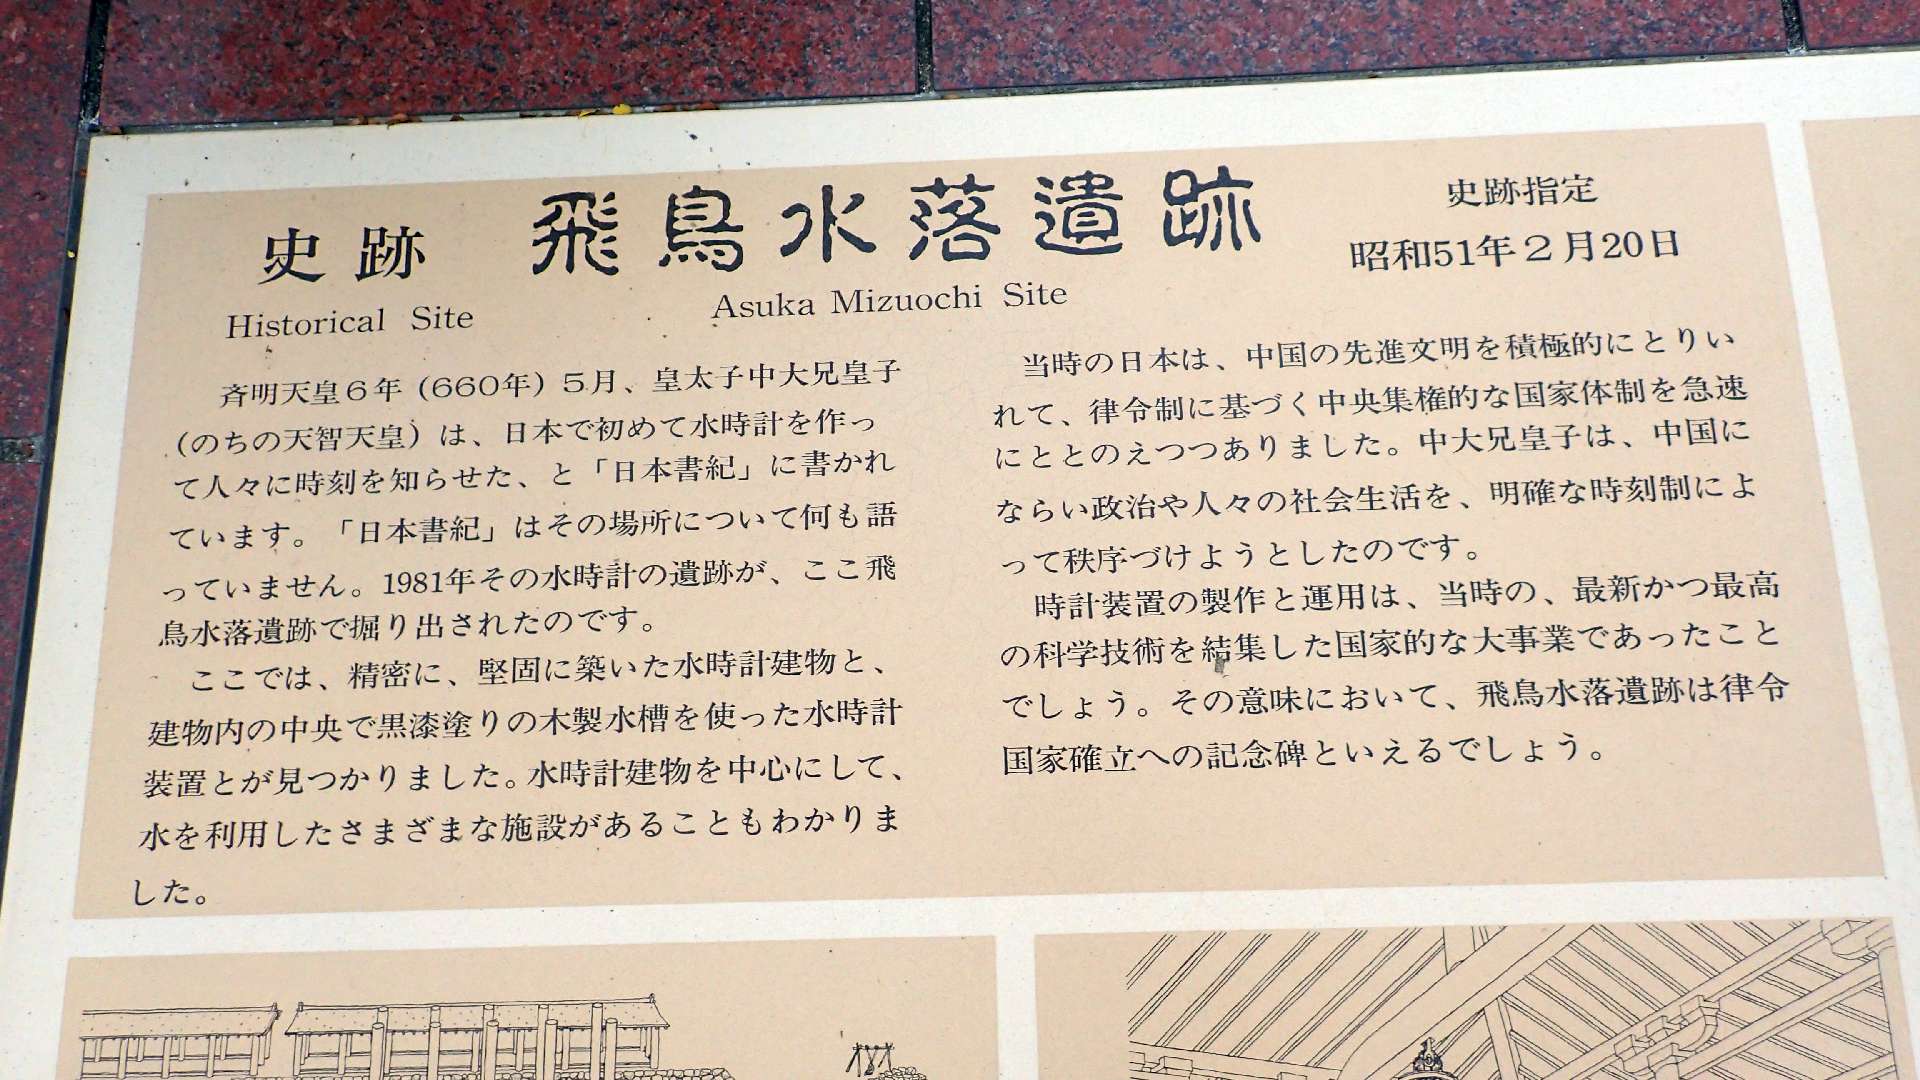 史跡 飛鳥水落遺跡
史跡指定
昭和51年2月20日
Historical Site
Asuka Mizuochi Site
斉明天皇6年(660年)5月、皇太子中大兄皇子
(のちの天智天皇)は、日本で初めて水時計を作っ
て人々に時刻を知らせた、と「日本書紀」に書かれ
ています。「日本書紀」はその場所について何も語
っていません。1981年その水時計の遺跡が、ここ飛
鳥水落遺跡で掘り出されたのです。
ここでは、精密に、堅固に築いた水時計建物と、
建物内の中央で黒漆塗りの木製水槽を使った水時計
装置とが見つかりました。水時計建物を中心にして、
水を利用したさまざまな施設があることもわかりま
した。
当時の日本は、中国の先進文明を積極的にとりい
れて、律令制に基づく中央集権的な国家体制を急速
にととのえつつありました。中大兄皇子は、中国に
ならい政治や人々の社会生活を、明確な時刻制によ
って秩序づけようとしたのです。
時計装置の製作と運用は、当時の、最新かつ最高
の科学技術を結集した国家的な大事業であったこと
でしょう。その意味において、飛鳥水落遺跡は律令
国家確立への記念碑といえるでしょう。